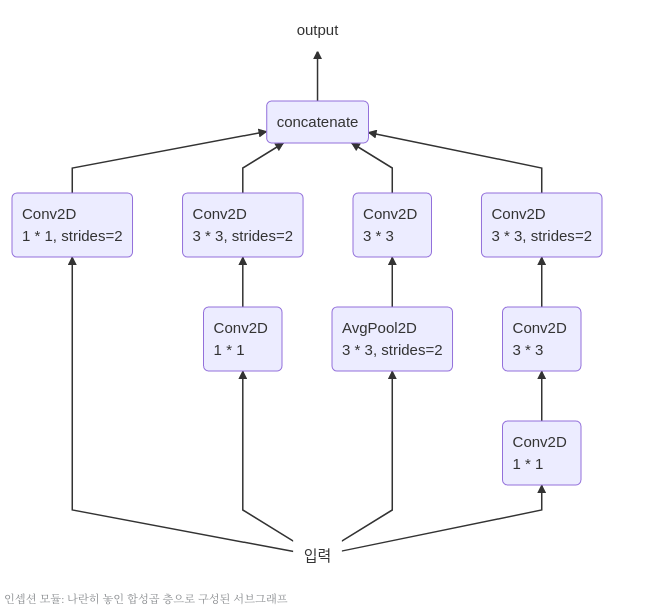 output
concatenate
Conv2D
1 * 1, strides=2
Conv2D
3 * 3, strides=2
Conv2D
3 * 3
Conv2D
3 * 3, strides=2
Conv2D
1 * 1
AvgPool2D
3 * 3, strides=2
Conv2D
3 * 3
Conv2D
1 * 1
입력
인셉션 모듈: 나란히 놓인 합성곱 층으로 구성된 서브그래프